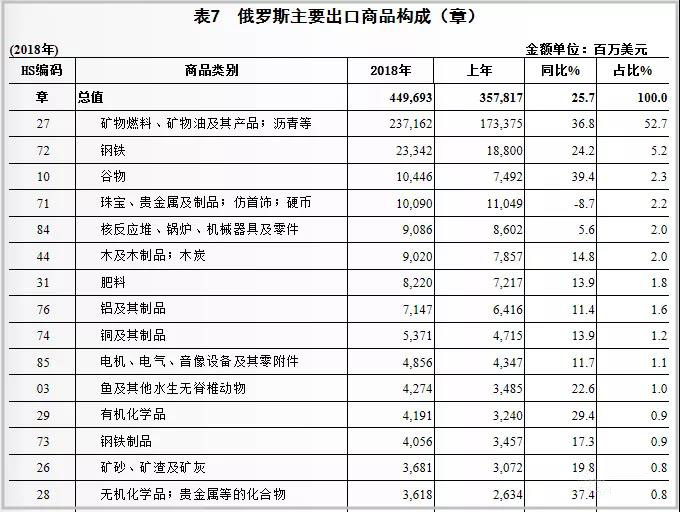 表7 俄罗斯主要出口商品构成（章）
(2018年) 金额单位：百万美元
HS编码 商品类别 2018年 上年 同比% 占比%
章 总值 449,693 357,817 25.7 100.0
27 矿物燃料、矿物油及其产品；沥青等 237,162 173,375 36.8 52.7
72 钢铁 23,342 18,800 24.2 5.2
10 谷物 10,446 7,492 39.4 2.3
71 珠宝、贵金属及制品；仿首饰；硬币 10,090 11,049 -8.7 2.2
84 核反应堆、锅炉、机械器具及零件 9,086 8,602 5.6 2.0
44 木及木制品；木炭 9,020 7,857 14.8 2.0
31 肥料 8,220 7,217 13.9 1.8
76 铝及其制品 7,147 6,416 11.4 1.6
74 铜及其制品 5,371 4,715 13.9 1.2
85 电机、电气、音像设备及其零附件 4,856 4,347 11.7 1.1
03 鱼及其他水生无脊椎动物 4,274 3,485 22.6 1.0
29 有机化学品 4,191 3,240 29.4 0.9
73 钢铁制品 4,056 3,457 17.3 0.9
26 矿砂、矿渣及矿灰 3,681 3,072 19.8 0.8
28 无机化学品；贵金属等的化合物 3,618 2,634 37.4 0.8